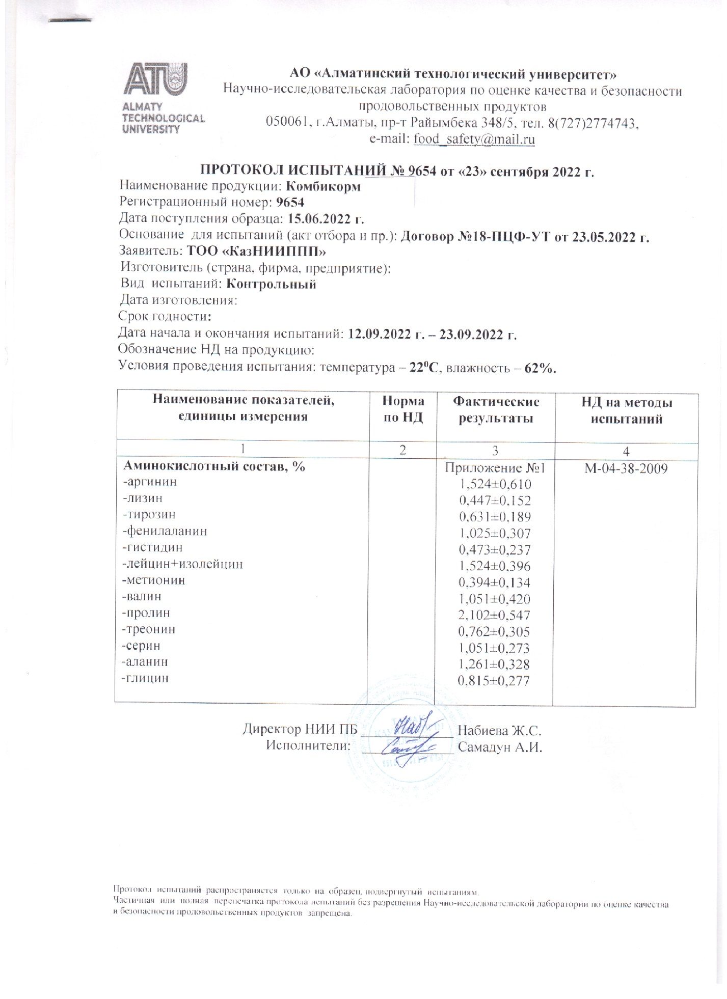 ATU
ALMATY
TECHNOLOGICAL
UNIVERSITY
АО «Алматинский технологический университет»
Научно-исследовательская лаборатория по оценке качества и безопасности
продовольственных продуктов
050061, г.Алматы, пр-т Райымбека 348/5, тел. 8(727)2774743,
e-mail: food_safety@mail.ru
ПРОТОКОЛ ИСПЫТАНИЙ № 9654 от «23» сентября 2022 г.
Наименование продукции: Комбикорм
Регистрационный номер: 9654
Дата поступления образца: 15.06.2022 г.
Основание для испытаний (акт отбора и пр.): Договор №18-ПЦФ-УТ от 23.05.2022 г.
Заявитель: ТОО «КазНИИППП»
Изготовитель (страна, фирма, предприятие):
Вид испытаний: Контрольный
Дата изготовления:
Срок годности:
Дата начала и окончания испытаний: 12.09.2022 г. – 23.09.2022 г.
Обозначение НД на продукцию:
Условия проведения испытания: температура – 22⁰С, влажность – 62%.
Наименование показателей, Норма Фактические НД на методы
единицы измерения по НД результаты испытаний
1 2 3 4
Аминокислотный состав, % Приложение №1 М-04-38-2009
-аргинин 1,524±0,610
-лизин 0,447±0,152
-тирозин 0,631±0,189
-фенилаланин 1,025±0,307
-гистидин 0,473±0,237
-лейцин+изолейцин 1,524±0,396
-метионин 0,394±0,134
-валин 1,051±0,420
-пролин 2,102±0,547
-треонин 0,762±0,305
-серин 1,051±0,273
-аланин 1,261±0,328
-глицин 0,815±0,277
Директор НИИ ПБ Набиева Ж.С.
Исполнители: Самадун А.И.
Протокол испытаний распространяется только на образец, подвергнутый испытаниям.
Частичная или полная перепечатка протокола испытаний без разрешения Научно-исследовательской лаборатории по оценке качества
и безопасности продовольственных продуктов запрещена.